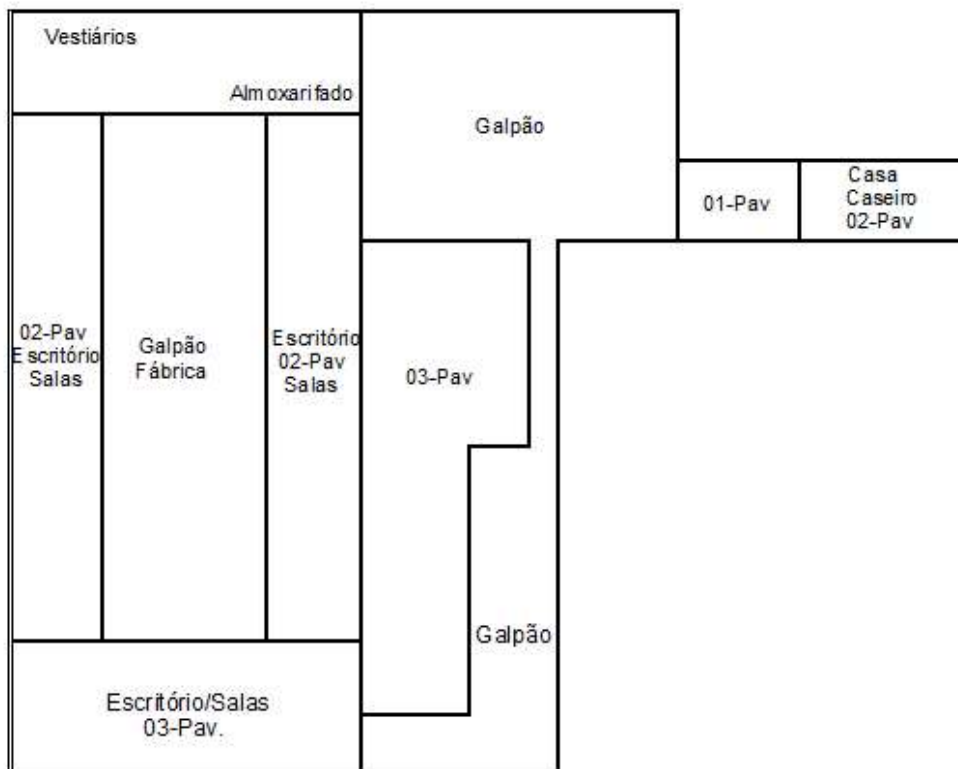 Vestiários
Almoxarifado
Galpão
01-Pav
Casa
Caseiro
02-Pav
02-Pav
Escritório
Salas
Galpão
Fábrica
Escritório
02-Pav
Salas
03-Pav
Galpão
Escritório/Salas
03-Pav.